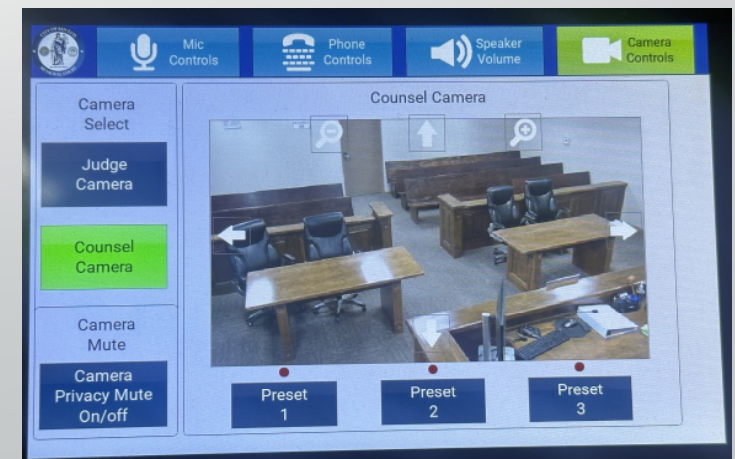 Mic
Controls
Phone
Controls
Speaker
Volume
Camera
Controls
Camera
Select
Judge
Camera
Counsel
Camera
Camera
Mute
Camera
Privacy Mute
On/off
Counsel Camera
Preset
1
Preset
2
Preset
3